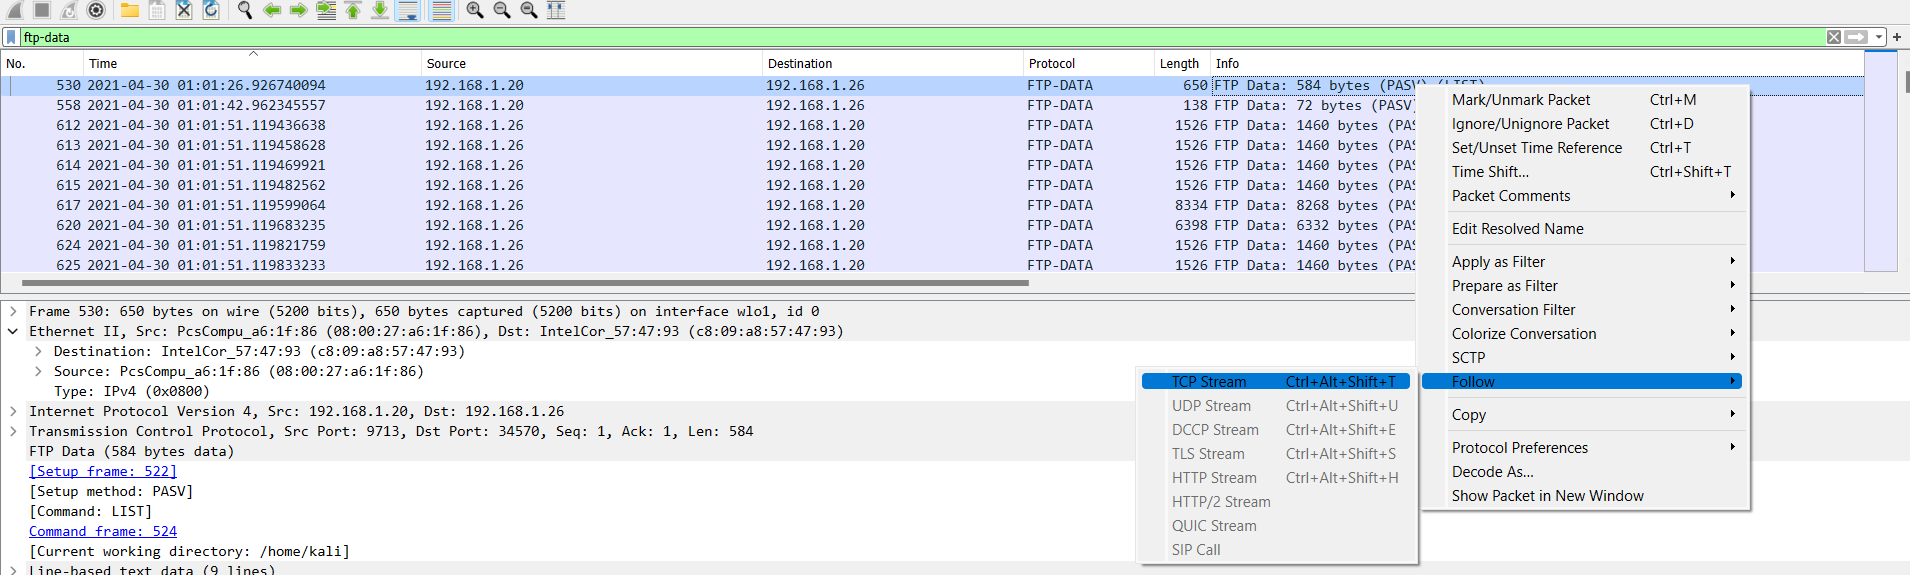 ftp-data
No. Time Source Destination Protocol Length Info
530 2021-04-30 01:01:26.926740094 192.168.1.20 192.168.1.26 FTP-DATA 650 FTP Data: 584 bytes (PASV) (LIST)
558 2021-04-30 01:01:42.962345557 192.168.1.20 192.168.1.26 FTP-DATA 138 FTP Data: 72 bytes (PASV)
612 2021-04-30 01:01:51.119436638 192.168.1.26 192.168.1.20 FTP-DATA 1526 FTP Data: 1460 bytes (PAS
613 2021-04-30 01:01:51.119458628 192.168.1.26 192.168.1.20 FTP-DATA 1526 FTP Data: 1460 bytes (PAS
614 2021-04-30 01:01:51.119469921 192.168.1.26 192.168.1.20 FTP-DATA 1526 FTP Data: 1460 bytes (PAS
615 2021-04-30 01:01:51.119482562 192.168.1.26 192.168.1.20 FTP-DATA 1526 FTP Data: 1460 bytes (PAS
617 2021-04-30 01:01:51.119599064 192.168.1.26 192.168.1.20 FTP-DATA 8334 FTP Data: 8268 bytes (PAS
620 2021-04-30 01:01:51.119683235 192.168.1.26 192.168.1.20 FTP-DATA 6398 FTP Data: 6332 bytes (PAS
624 2021-04-30 01:01:51.119821759 192.168.1.26 192.168.1.20 FTP-DATA 1526 FTP Data: 1460 bytes (PAS
625 2021-04-30 01:01:51.119833233 192.168.1.26 192.168.1.20 FTP-DATA 1526 FTP Data: 1460 bytes (PAS
Mark/Unmark Packet Ctrl+M
Ignore/Unignore Packet Ctrl+D
Set/Unset Time Reference Ctrl+T
Time Shift... Ctrl+Shift+T
Packet Comments
Edit Resolved Name
Apply as Filter
Prepare as Filter
Conversation Filter
Colorize Conversation
SCTP
Follow
Copy
Protocol Preferences
Decode As...
Show Packet in New Window
TCP Stream Ctrl+Alt+Shift+T
UDP Stream Ctrl+Alt+Shift+U
DCCP Stream Ctrl+Alt+Shift+E
TLS Stream Ctrl+Alt+Shift+S
HTTP Stream Ctrl+Alt+Shift+H
HTTP/2 Stream
QUIC Stream
SIP Call
Frame 530: 650 bytes on wire (5200 bits), 650 bytes captured (5200 bits) on interface wlo1, id 0
Ethernet II, Src: PcsCompu_a6:1f:86 (08:00:27:a6:1f:86), Dst: IntelCor_57:47:93 (c8:09:a8:57:47:93)
Destination: IntelCor_57:47:93 (c8:09:a8:57:47:93)
Source: PcsCompu_a6:1f:86 (08:00:27:a6:1f:86)
Type: IPv4 (0x0800)
Internet Protocol Version 4, Src: 192.168.1.20, Dst: 192.168.1.26
Transmission Control Protocol, Src Port: 9713, Dst Port: 34570, Seq: 1, Ack: 1, Len: 584
FTP Data (584 bytes data)
[Setup frame: 522]
[Setup method: PASV]
[Command: LIST]
Command frame: 524
[Current working directory: /home/kali]
Line-based text data (9 lines)